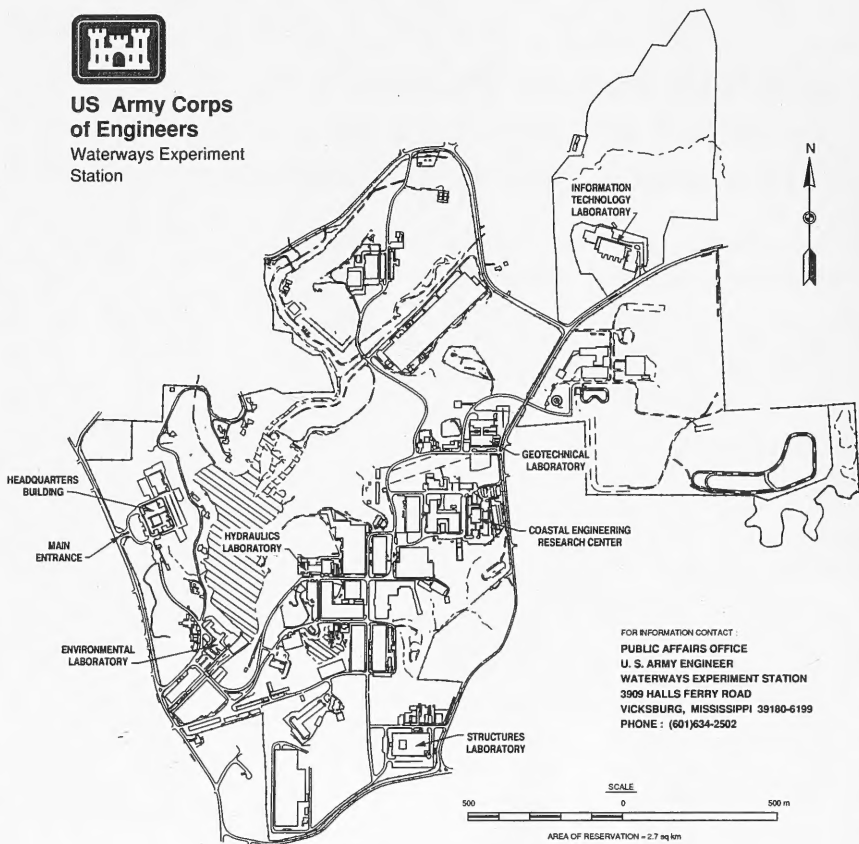 US Army Corps
of Engineers
Waterways Experiment
Station
N
INFORMATION
TECHNOLOGY
LABORATORY
GEOTECHNICAL
LABORATORY
HEADQUARTERS
BUILDING
MAIN
ENTRANCE
HYDRAULICS
LABORATORY
COASTAL ENGINEERING
RESEARCH CENTER
ENVIRONMENTAL
LABORATORY
FOR INFORMATION CONTACT :
PUBLIC AFFAIRS OFFICE
U. S. ARMY ENGINEER
WATERWAYS EXPERIMENT STATION
3909 HALLS FERRY ROAD
VICKSBURG, MISSISSIPPI 39180-6199
PHONE : (601)634-2502
STRUCTURES
LABORATORY
SCALE
500 0 500 m
AREA OF RESERVATION = 2.7 sq km